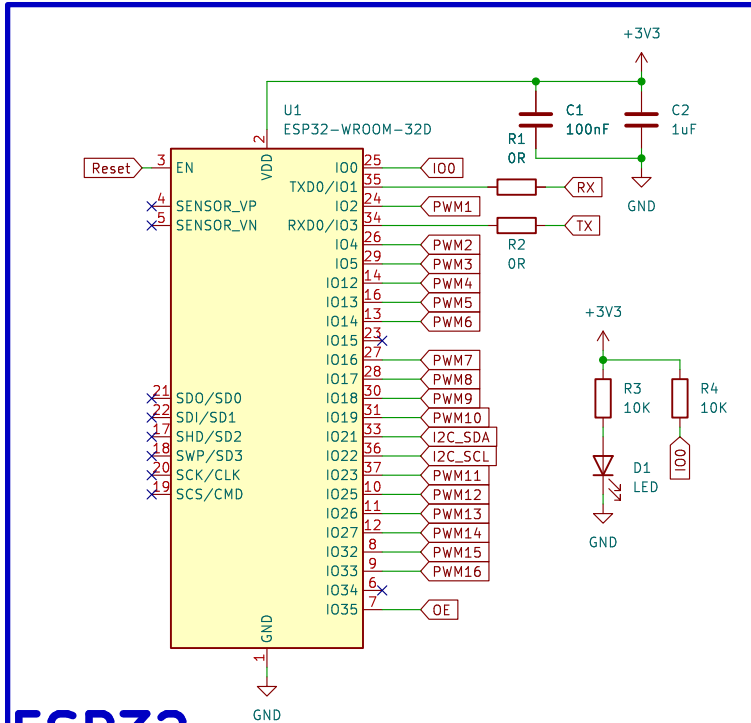 +3V3
U1
ESP32-WROOM-32D
C1
100nF
C2
1uF
R1
0R
GND
Reset
3
EN
2
VDD
IO0
25
IO0
TXD0/IO1
35
RX
4
SENSOR_VP
IO2
24
PWM1
5
SENSOR_VN
RXD0/IO3
34
TX
R2
0R
IO4
26
PWM2
IO5
29
PWM3
IO12
14
PWM4
IO13
16
PWM5
IO14
13
PWM6
IO15
23
IO16
27
PWM7
IO17
28
PWM8
21
SDO/SD0
IO18
30
PWM9
22
SDI/SD1
IO19
31
PWM10
17
SHD/SD2
IO21
33
I2C_SDA
18
SWP/SD3
IO22
36
I2C_SCL
20
SCK/CLK
IO23
37
PWM11
19
SCS/CMD
IO25
10
PWM12
IO26
11
PWM13
IO27
12
PWM14
IO32
8
PWM15
IO33
9
PWM16
IO34
6
IO35
7
OE
GND
1
GND
+3V3
R3
10K
R4
10K
IO0
D1
LED
GND
ESP32